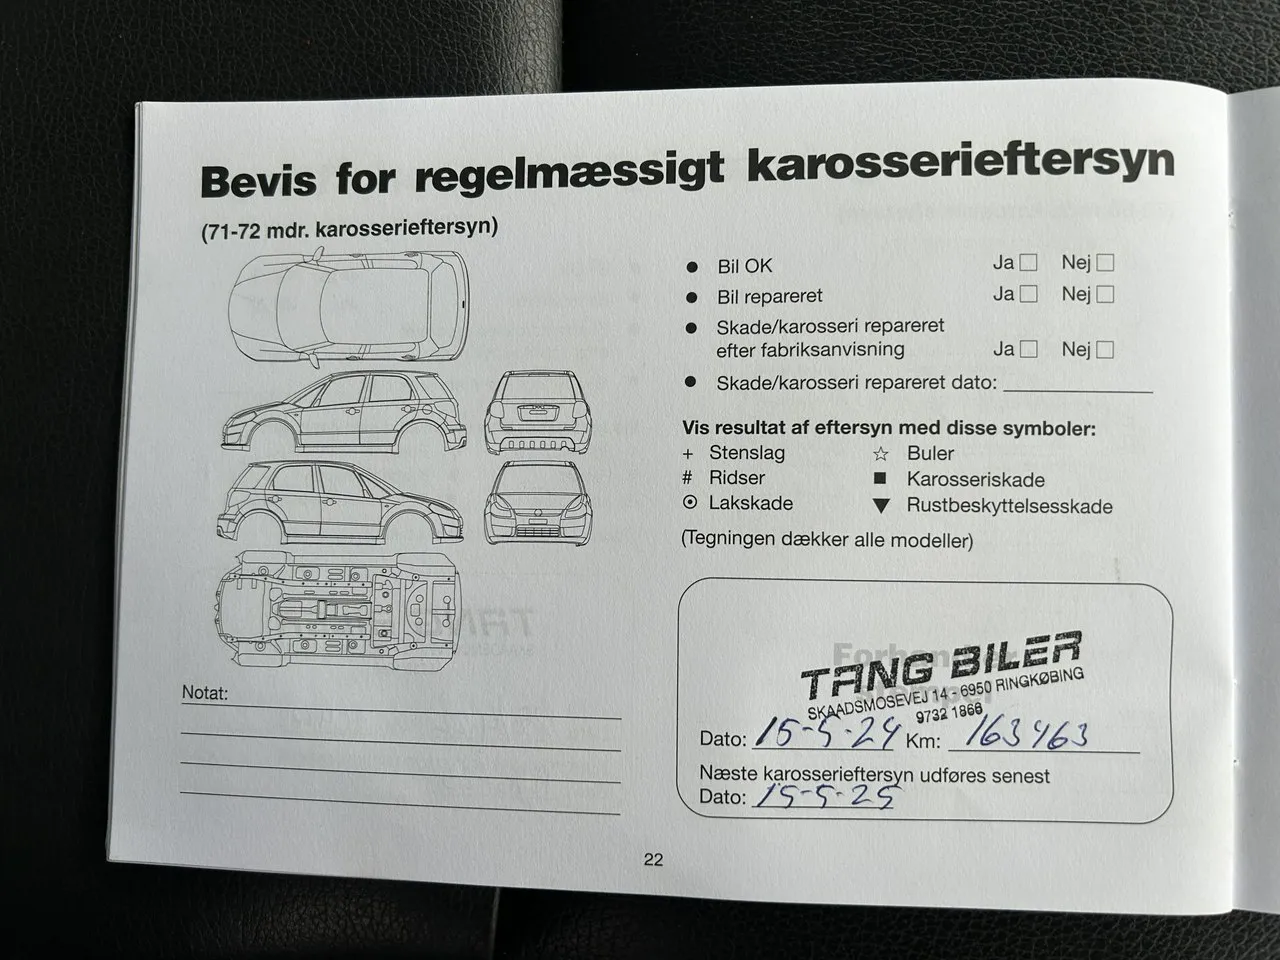 Bevis for regelmæssigt karosserieftersyn
(71-72 mdr. karosserieftersyn)
● Bil OK Ja □ Nej □
● Bil repareret Ja □ Nej □
● Skade/karosseri repareret
efter fabriksanvisning Ja □ Nej □
● Skade/karosseri repareret dato:
Vis resultat af eftersyn med disse symboler:
+ Stenslag ☆ Buler
# Ridser ■ Karosseriskade
⊙ Lakskade ▼ Rustbeskyttelsesskade
(Tegningen dækker alle modeller)
Notat:
Forhandler
stempel
TANG BILER
SKAADSMOSEVEJ 14 - 6950 RINGKØBING
9732 1866
Dato: 15-5-24 Km: 163463
Næste karosserieftersyn udføres senest
Dato: 15-5-25
22